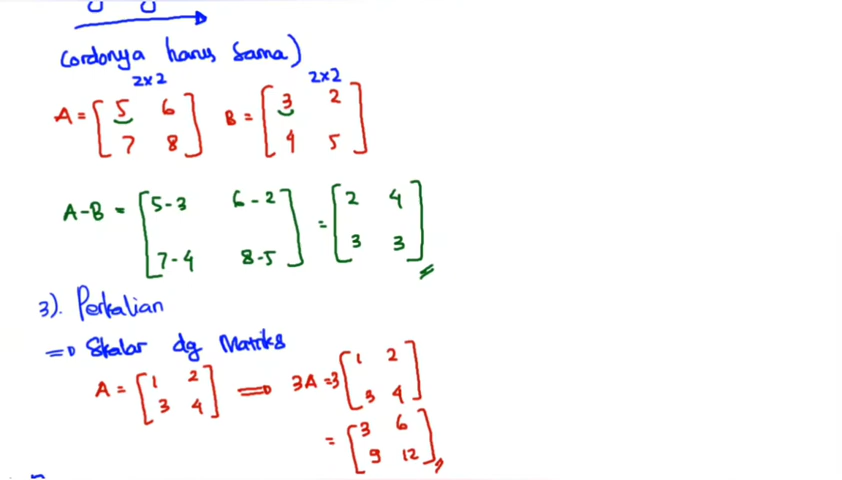 (ordonya harus sama)
2x2 2x2
A = [5 6 7 8] B = [3 2 4 5]
A-B = [5-3 6-2 7-4 8-5] = [2 4 3 3]
3). Perkalian
=> Skalar dg Matriks
A = [1 2 3 4] => 3A = 3 [1 2 3 4]
= [3 6 9 12]